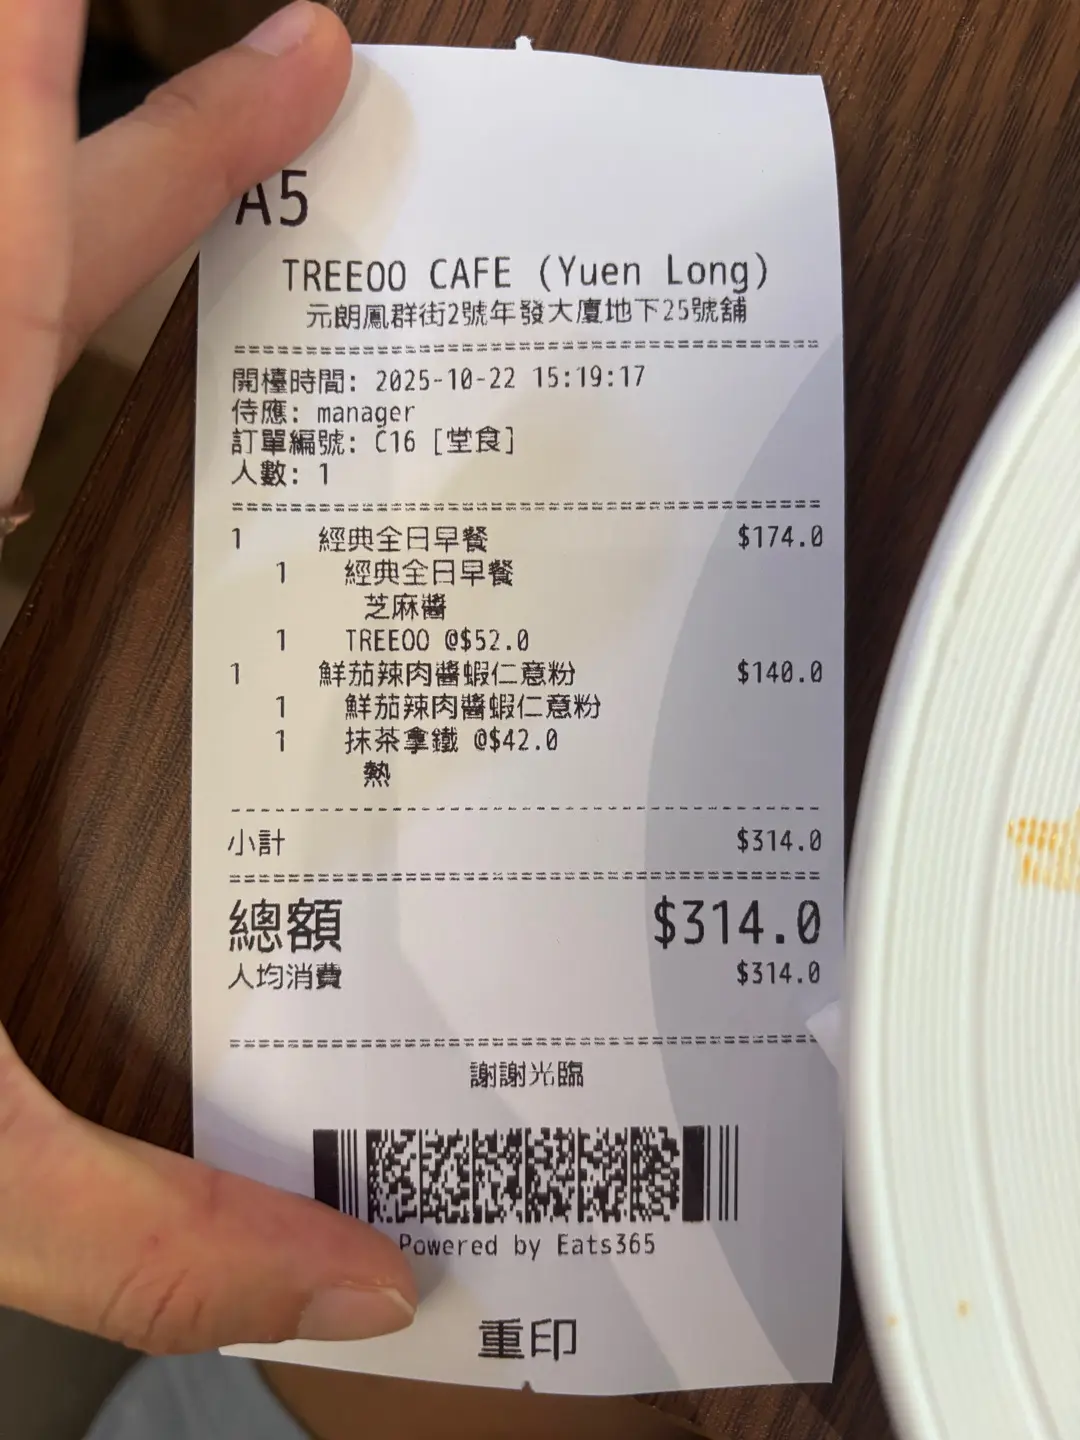 A5
TREEOO CAFE (Yuen Long)
元朗鳳群街2號年發大廈地下25號舖
開檯時間: 2025-10-22 15:19:17
侍應: manager
訂單編號: C16 [堂食]
人數: 1
1 經典全日早餐 $174.0
1 經典全日早餐
芝麻醬
1 TREEOO @$52.0
1 鮮茄辣肉醬蝦仁意粉 $140.0
1 鮮茄辣肉醬蝦仁意粉
1 抹茶拿鐵 @$42.0
熱
小計 $314.0
總額 $314.0
人均消費 $314.0
謝謝光臨
Powered by Eats365
重印